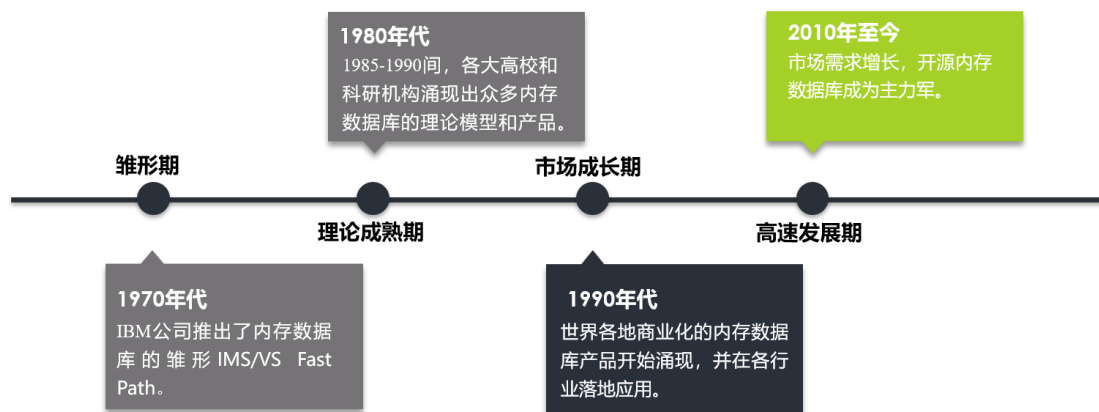 1980年代
1985-1990间，各大高校和
科研机构涌现出众多内存
数据库的理论模型和产品。
2010年至今
市场需求增长，开源内存
数据库成为主力军。
雏形期
市场成长期
理论成熟期
高速发展期
1970年代
IBM公司推出了内存数据
库的雏形IMS/VS Fast
Path。
1990年代
世界各地商业化的内存数据
库产品开始涌现，并在各行
业落地应用。